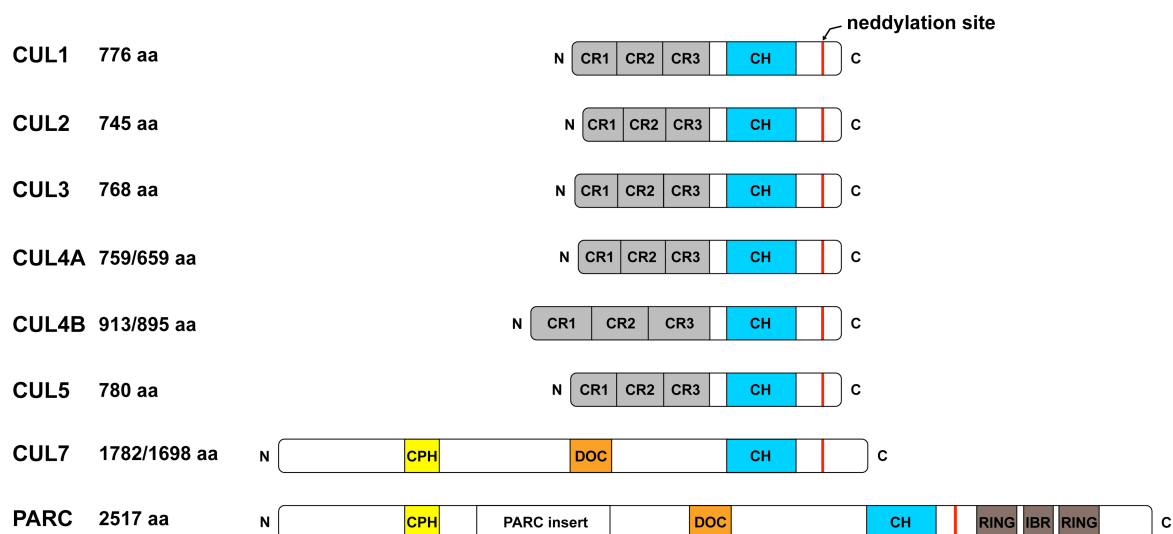 neddylation site
CUL1 776 aa N CR1 CR2 CR3 CH C
CUL2 745 aa N CR1 CR2 CR3 CH C
CUL3 768 aa N CR1 CR2 CR3 CH C
CUL4A 759/659 aa N CR1 CR2 CR3 CH C
CUL4B 913/895 aa N CR1 CR2 CR3 CH C
CUL5 780 aa N CR1 CR2 CR3 CH C
CUL7 1782/1698 aa N CPH DOC CH C
PARC 2517 aa N CPH PARC insert DOC CH RING IBR RING C